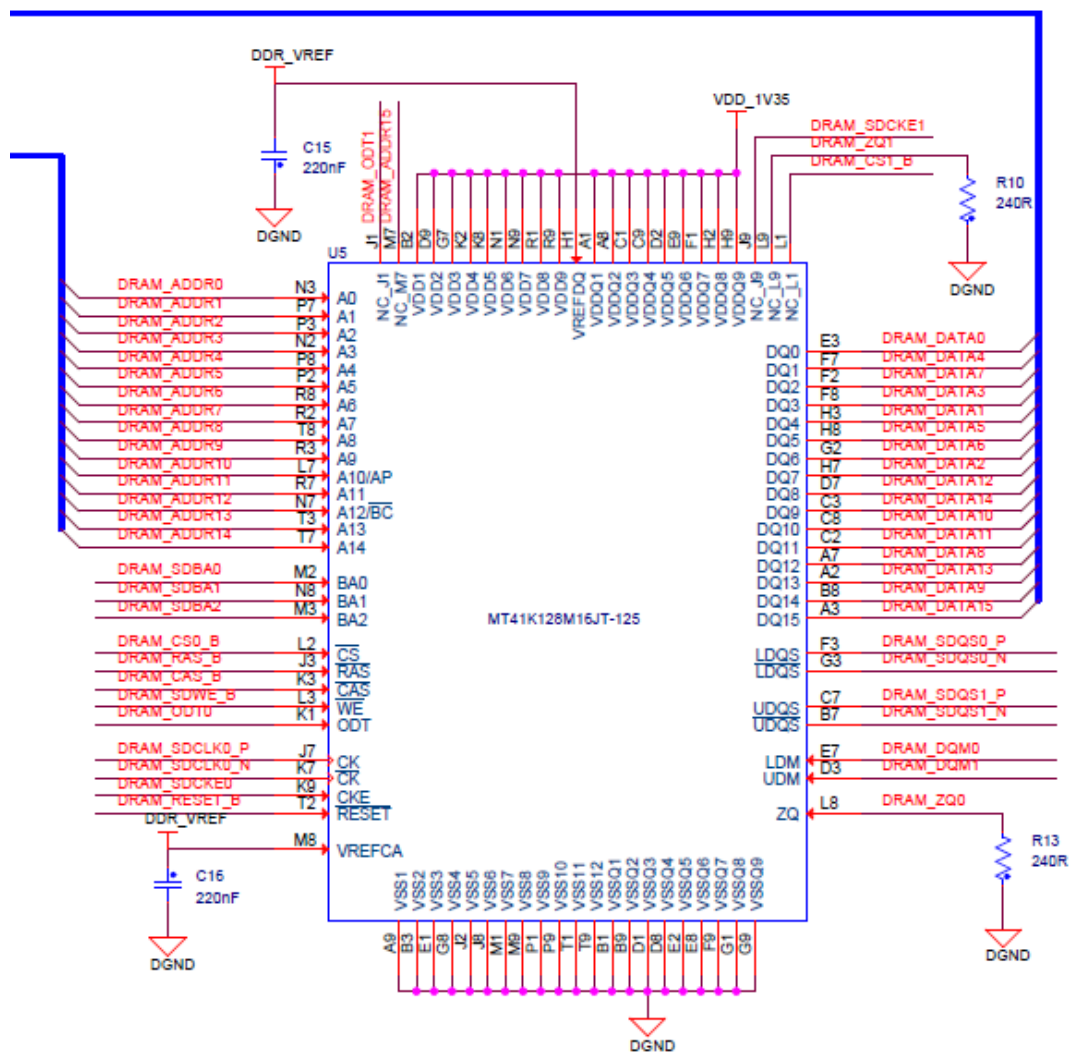 DDR_VREF
C15
220nF
DGND
DRAM_ODT1
DRAM_ADDR15
VDD_1V35
DRAM_SDCKE1
DRAM_ZQ1
DRAM_CS1_B
R10
240R
DGND
U5
J1 M7 B2 D9 G7 K2 K8 N1 N9 R1 R9 H1 A1 A8 C1 C9 D2 E9 F1 H2 H9 J9 L9 L1
NC_J1 NC_M7 VDD1 VDD2 VDD3 VDD4 VDD5 VDD6 VDD7 VDD8 VDD9 VREFDQ VDDQ1 VDDQ2 VDDQ3 VDDQ4 VDDQ5 VDDQ6 VDDQ7 VDDQ8 VDDQ9 NC_J9 NC_L9 NC_L1
DRAM_ADDR0 N3 A0
DRAM_ADDR1 P7 A1
DRAM_ADDR2 P3 A2
DRAM_ADDR3 N2 A3
DRAM_ADDR4 P8 A4
DRAM_ADDR5 P2 A5
DRAM_ADDR6 R8 A6
DRAM_ADDR7 R2 A7
DRAM_ADDR8 T8 A8
DRAM_ADDR9 R3 A9
DRAM_ADDR10 L7 A10/AP
DRAM_ADDR11 R7 A11
DRAM_ADDR12 N7 A12/BC
DRAM_ADDR13 T3 A13
DRAM_ADDR14 T7 A14
DRAM_SDBA0 M2 BA0
DRAM_SDBA1 N8 BA1
DRAM_SDBA2 M3 BA2
DRAM_CS0_B L2 CS
DRAM_RAS_B J3 RAS
DRAM_CAS_B K3 CAS
DRAM_SDWE_B L3 WE
DRAM_ODT0 K1 ODT
DRAM_SDCLK0_P J7 CK
DRAM_SDCLK0_N K7 CK
DRAM_SDCKE0 K9 CKE
DRAM_RESET_B T2 RESET
DDR_VREF
M8 VREFCA
C16
220nF
DGND
MT41K128M16JT-125
DQ0 E3 DRAM_DATA0
DQ1 F7 DRAM_DATA4
DQ2 F2 DRAM_DATA7
DQ3 F8 DRAM_DATA3
DQ4 H3 DRAM_DATA1
DQ5 H8 DRAM_DATA5
DQ6 G2 DRAM_DATA6
DQ7 H7 DRAM_DATA2
DQ8 D7 DRAM_DATA12
DQ9 C3 DRAM_DATA14
DQ10 C8 DRAM_DATA10
DQ11 C2 DRAM_DATA11
DQ12 A7 DRAM_DATA8
DQ13 A2 DRAM_DATA13
DQ14 B8 DRAM_DATA9
DQ15 A3 DRAM_DATA15
LDQS F3 DRAM_SDQS0_P
LDQS G3 DRAM_SDQS0_N
UDQS C7 DRAM_SDQS1_P
UDQS B7 DRAM_SDQS1_N
LDM E7 DRAM_DQM0
UDM D3 DRAM_DQM1
ZQ L8 DRAM_ZQ0
R13
240R
DGND
VSS1 VSS2 VSS3 VSS4 VSS5 VSS6 VSS7 VSS8 VSS9 VSS10 VSS11 VSS12 VSSQ1 VSSQ2 VSSQ3 VSSQ4 VSSQ5 VSSQ6 VSSQ7 VSSQ8 VSSQ9
A9 B3 E1 G8 J2 J8 M1 M9 P1 P9 T1 T9 B1 B9 D1 D8 E2 E8 F9 G1 G9
DGND